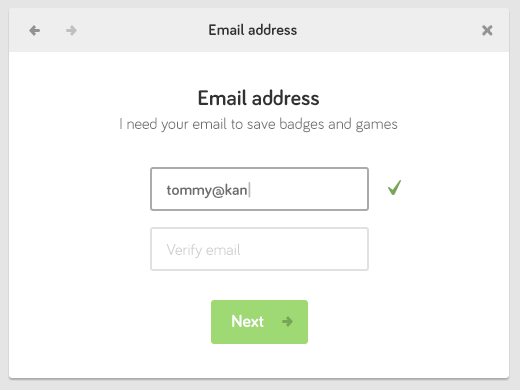 Email address
Email address
I need your email to save badges and games
tommy@kan
Verify email
Next